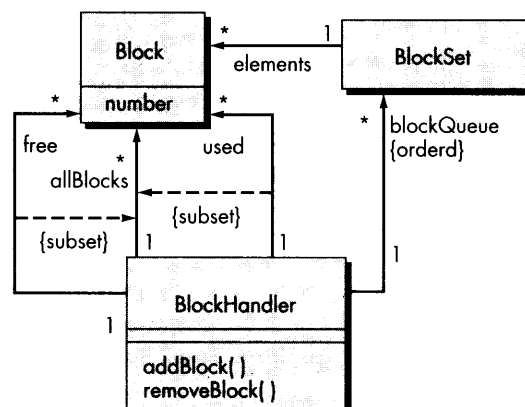 *
1
Block
BlockSet
elements
number
*
*
*
*
free
used
blockQueue
{orderd}
allBlocks
{subset}
{subset}
1
1
1
1
BlockHandler
addBlock( )
removeBlock( )